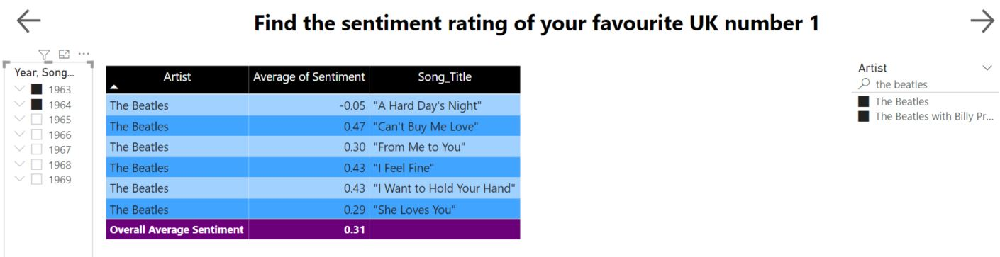 Find the sentiment rating of your favourite UK number 1
Year, Song...
1963
1964
1965
1966
1967
1968
1969
Artist Average of Sentiment Song_Title
The Beatles -0.05 "A Hard Day's Night"
The Beatles 0.47 "Can't Buy Me Love"
The Beatles 0.30 "From Me to You"
The Beatles 0.43 "I Feel Fine"
The Beatles 0.43 "I Want to Hold Your Hand"
The Beatles 0.29 "She Loves You"
Overall Average Sentiment 0.31
Artist
the beatles
The Beatles
The Beatles with Billy Pr...